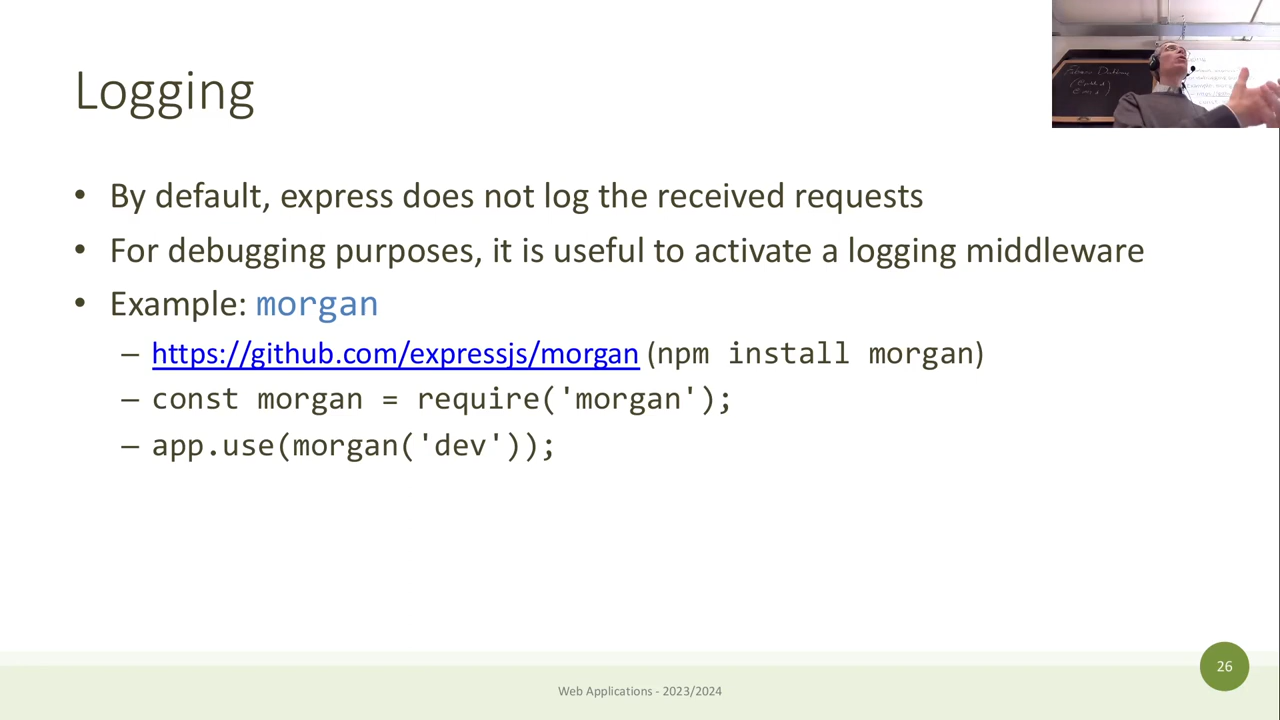 Logging
• By default, express does not log the received requests
• For debugging purposes, it is useful to activate a logging middleware
• Example: morgan
– https://github.com/expressjs/morgan (npm install morgan)
– const morgan = require('morgan');
– app.use(morgan('dev'));
26
Web Applications - 2023/2024